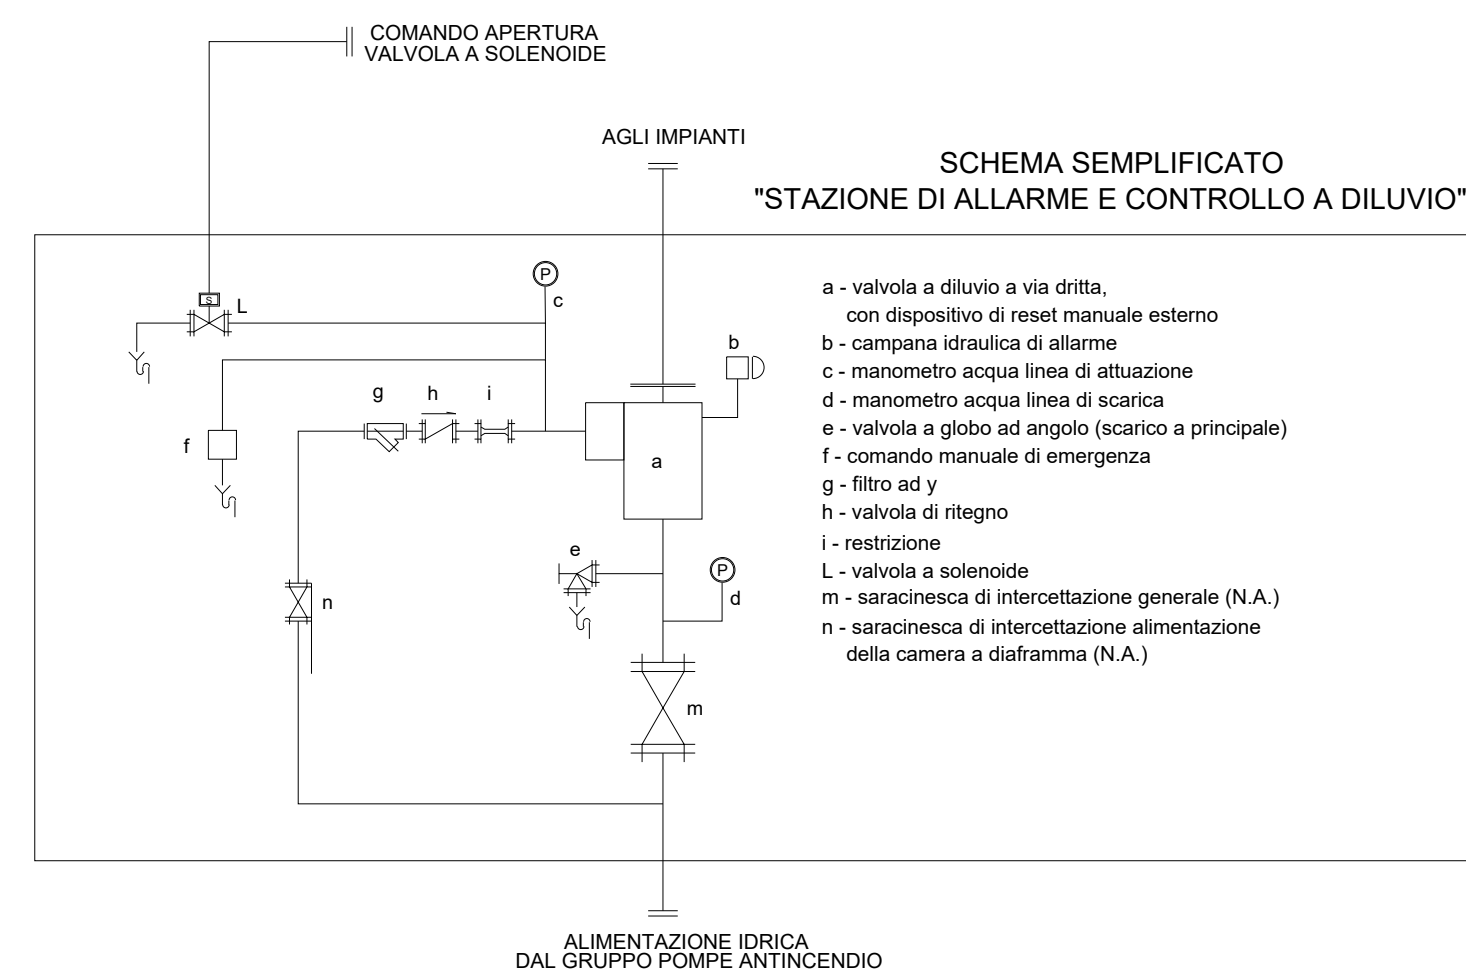 COMANDO APERTURA
VALVOLA A SOLENOIDE
AGLI IMPIANTI
SCHEMA SEMPLIFICATO
"STAZIONE DI ALLARME E CONTROLLO A DILUVIO"
P
c
S
L
b
g
h
i
f
a
e
P
d
n
m
a - valvola a diluvio a via dritta,
con dispositivo di reset manuale esterno
b - campana idraulica di allarme
c - manometro acqua linea di attuazione
d - manometro acqua linea di scarica
e - valvola a globo ad angolo (scarico a principale)
f - comando manuale di emergenza
g - filtro ad y
h - valvola di ritegno
i - restrizione
L - valvola a solenoide
m - saracinesca di intercettazione generale (N.A.)
n - saracinesca di intercettazione alimentazione
della camera a diaframma (N.A.)
ALIMENTAZIONE IDRICA
DAL GRUPPO POMPE ANTINCENDIO